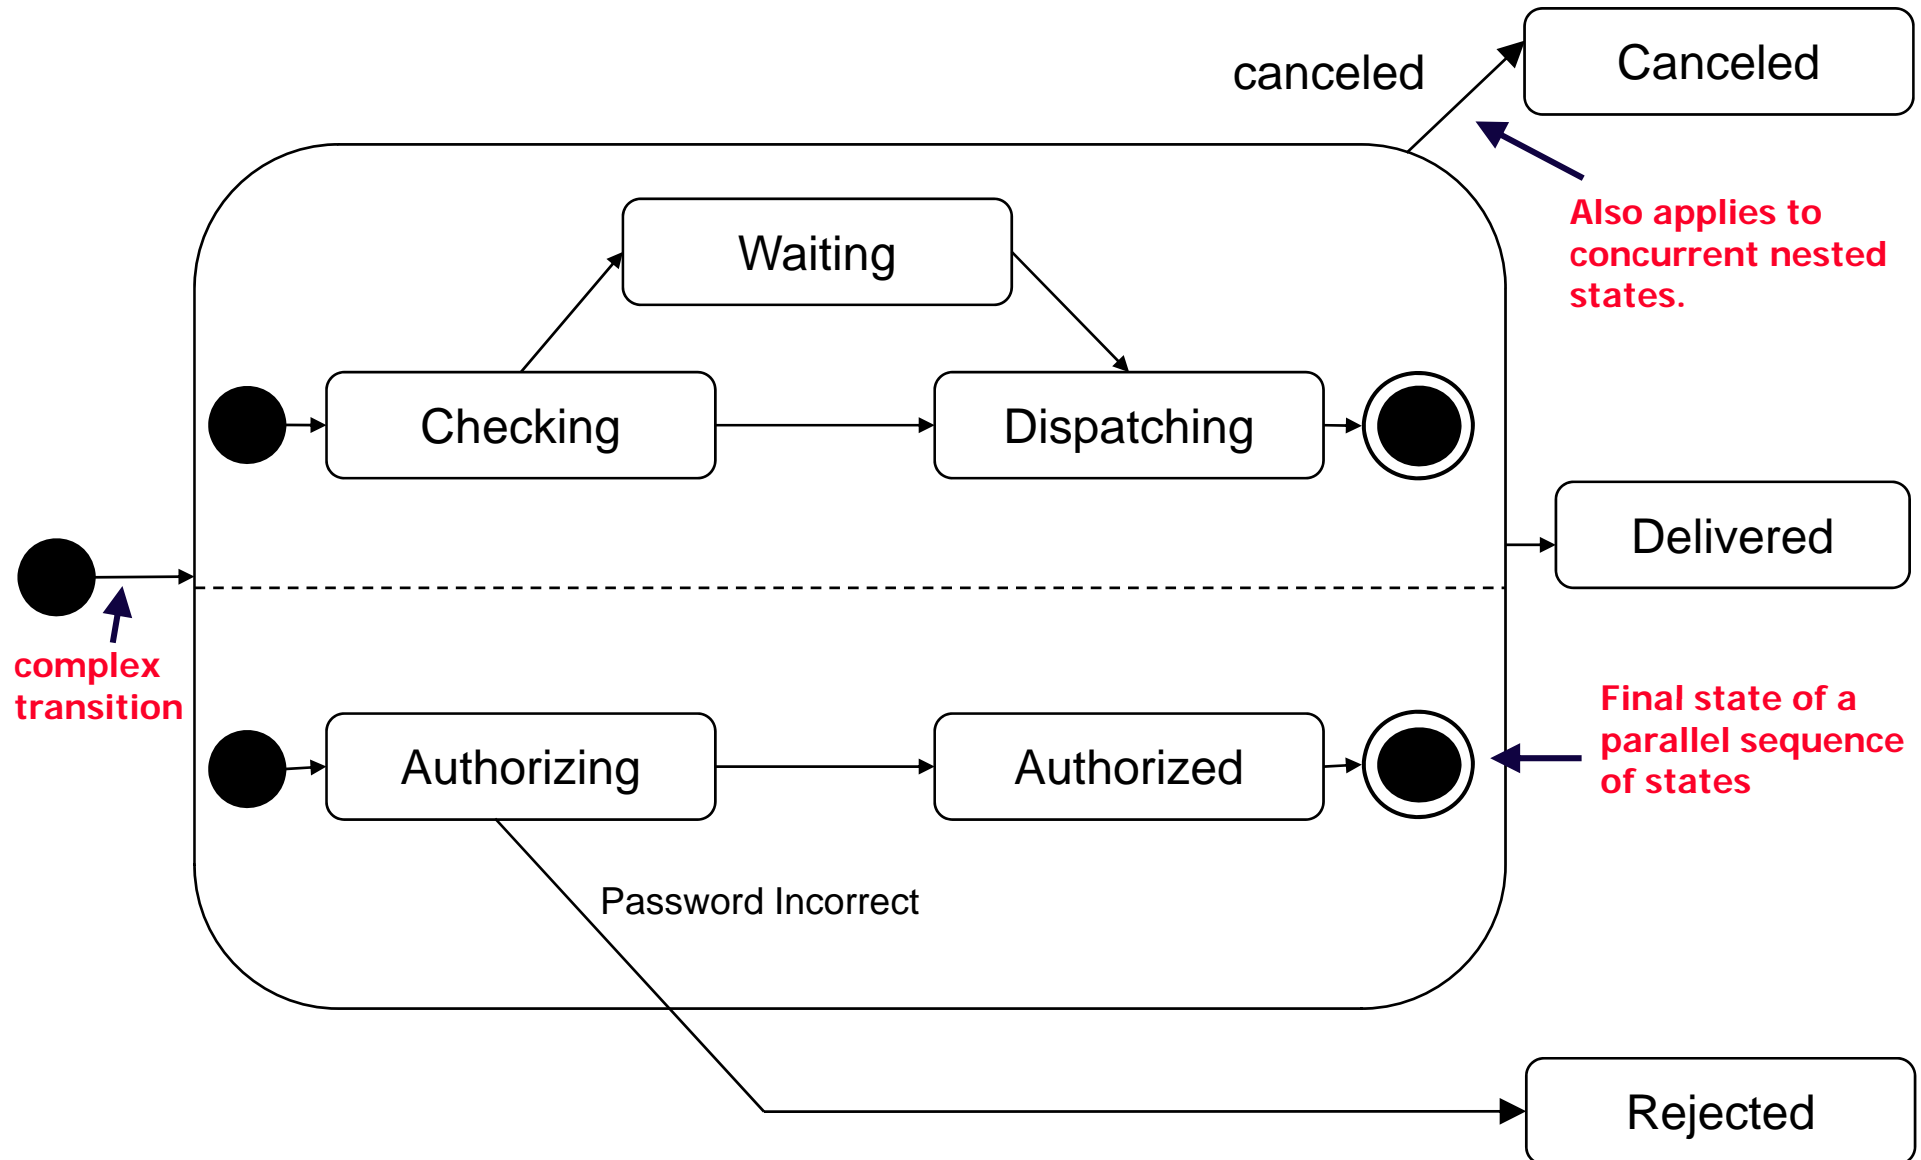 canceled
Canceled
Also applies to
concurrent nested
states.
Waiting
Checking
Dispatching
Delivered
complex
transition
Authorizing
Authorized
Final state of a
parallel sequence
of states
Password Incorrect
Rejected